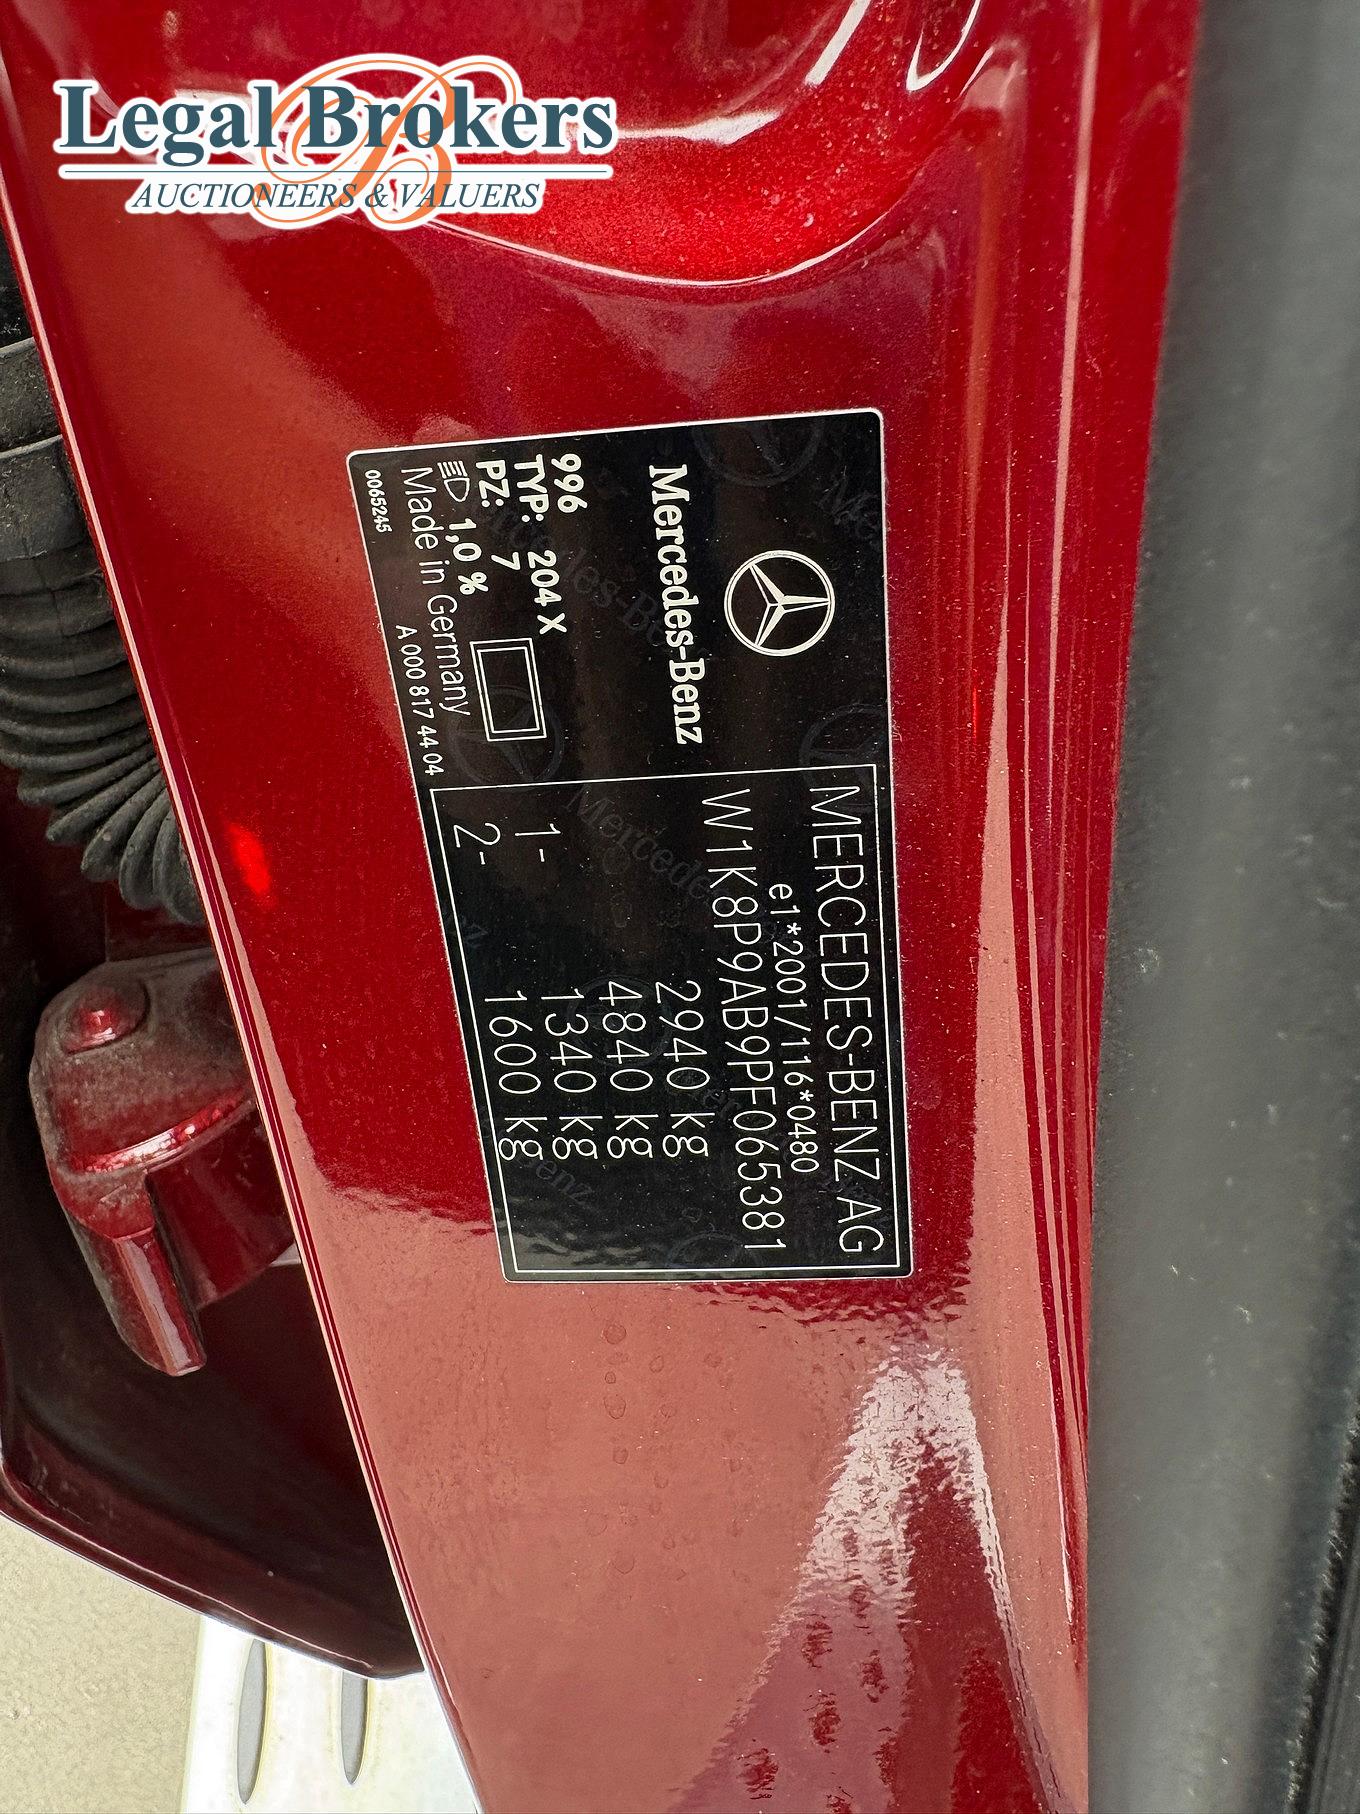 Legal Brokers
AUCTIONEERS & VALUERS
Mercedes-Benz
996
TYP: 204 X
PZ: 7
1,0 %
Made in Germany
0065245 A 000 817 44 04
MERCEDES-BENZ AG
e1*2001/116*0480
W1K8P9AB9PF065381
2940 kg
4840 kg
1- 1340 kg
2- 1600 kg